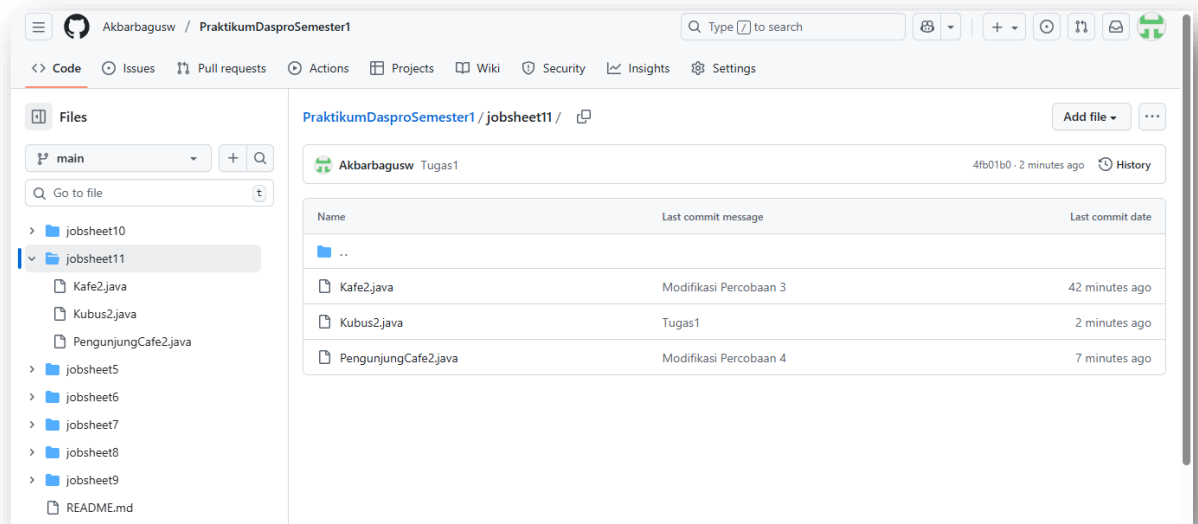 Akbarbagusw / PraktikumDasproSemester1
Type / to search
Code Issues Pull requests Actions Projects Wiki Security Insights Settings
Files
main
Go to file t
jobsheet10
jobsheet11
Kafe2.java
Kubus2.java
PengunjungCafe2.java
jobsheet5
jobsheet6
jobsheet7
jobsheet8
jobsheet9
README.md
PraktikumDasproSemester1 / jobsheet11 /
Add file
Akbarbagusw Tugas1 4fb01b0 · 2 minutes ago History
Name Last commit message Last commit date
..
Kafe2.java Modifikasi Percobaan 3 42 minutes ago
Kubus2.java Tugas1 2 minutes ago
PengunjungCafe2.java Modifikasi Percobaan 4 7 minutes ago